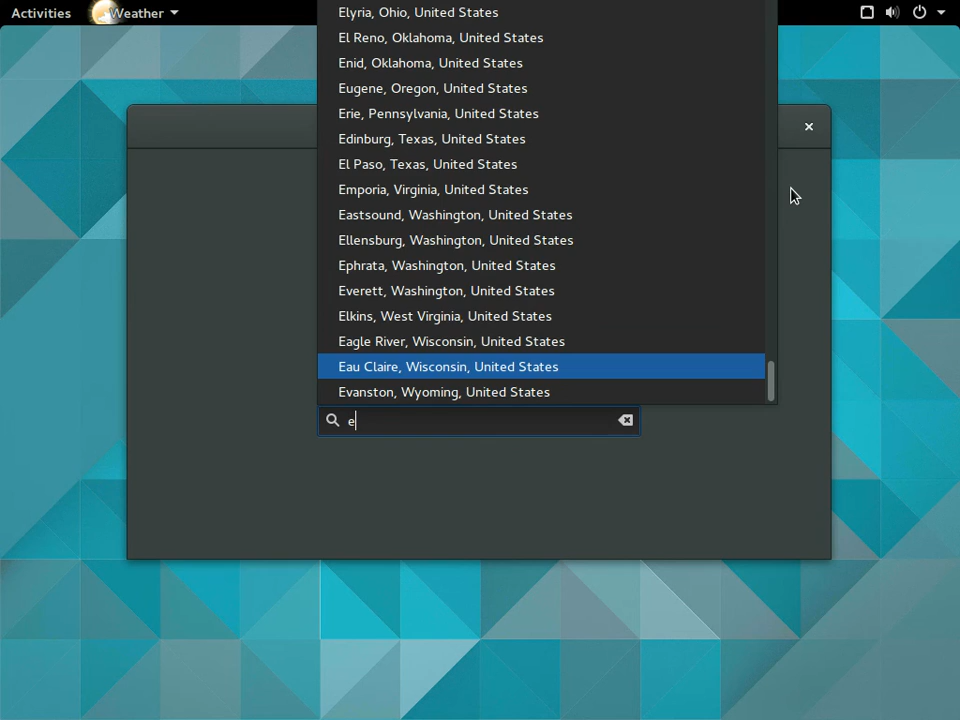 Activities
Weather
Elyria, Ohio, United States
El Reno, Oklahoma, United States
Enid, Oklahoma, United States
Eugene, Oregon, United States
Erie, Pennsylvania, United States
Edinburg, Texas, United States
El Paso, Texas, United States
Emporia, Virginia, United States
Eastsound, Washington, United States
Ellensburg, Washington, United States
Ephrata, Washington, United States
Everett, Washington, United States
Elkins, West Virginia, United States
Eagle River, Wisconsin, United States
Eau Claire, Wisconsin, United States
Evanston, Wyoming, United States
e